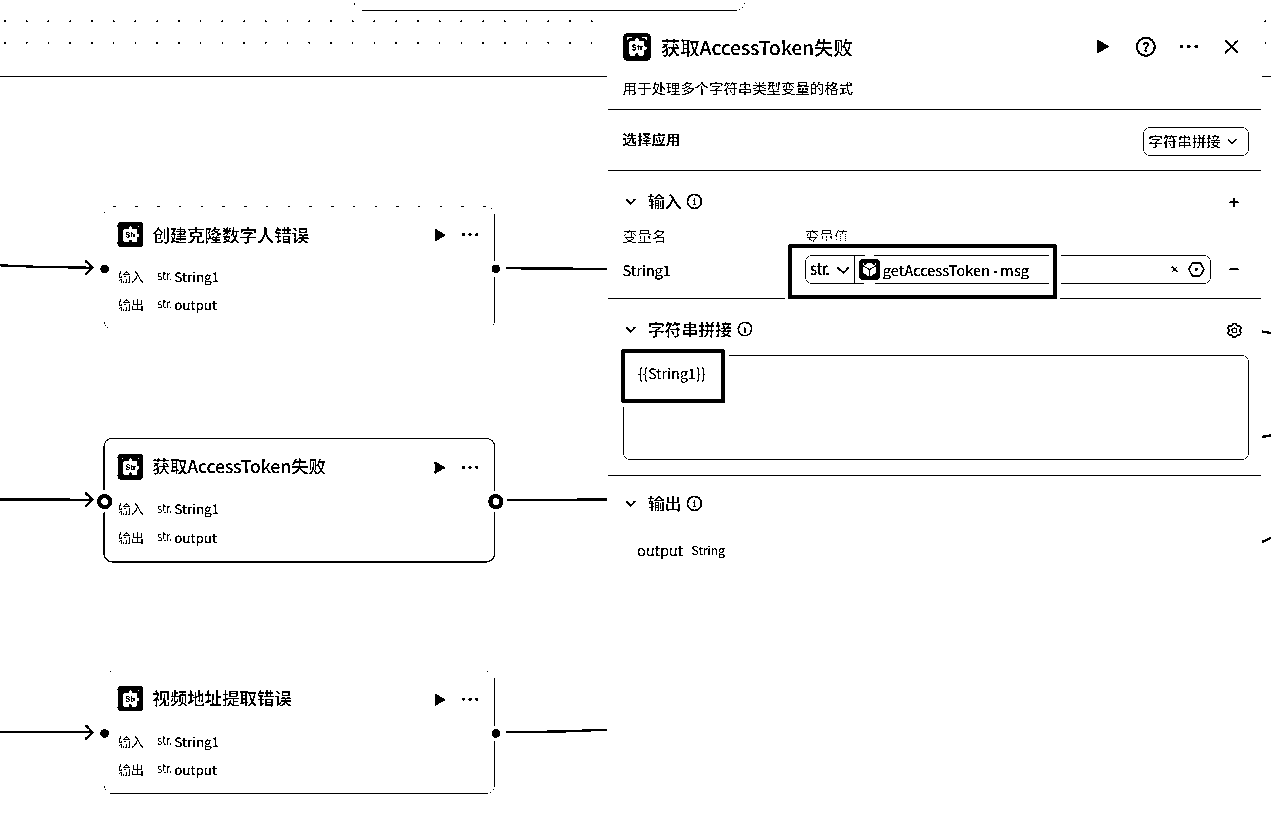 创建克隆数字人错误
输入 str. String1
输出 str. output
获取AccessToken失败
输入 str. String1
输出 str. output
视频地址提取错误
输入 str. String1
输出 str. output
Str 获取AccessToken失败
用于处理多个字符串类型变量的格式
选择应用 字符串拼接
输入
变量名 变量值
String1 str. getAccessToken - msg
字符串拼接
{{String1}}
输出
output String